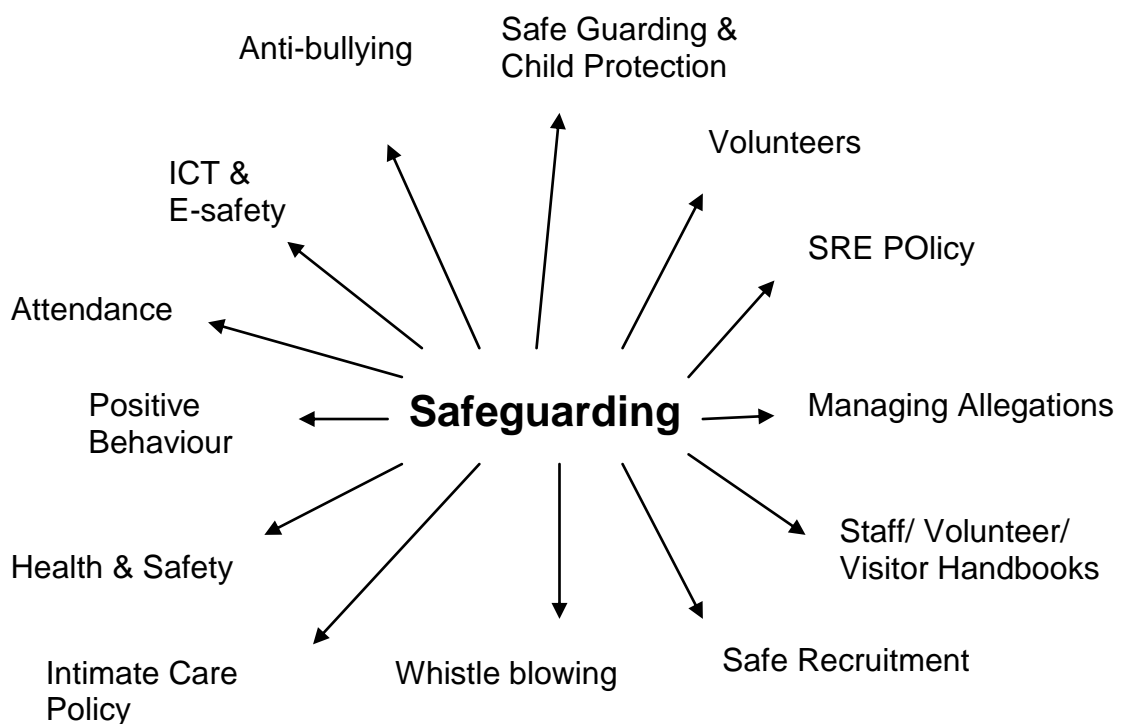 Anti-bullying
Safe Guarding &
Child Protection
Volunteers
ICT &
E-safety
SRE POlicy
Attendance
Positive
Behaviour
Safeguarding
Managing Allegations
Health & Safety
Staff/ Volunteer/
Visitor Handbooks
Intimate Care
Policy
Whistle blowing
Safe Recruitment